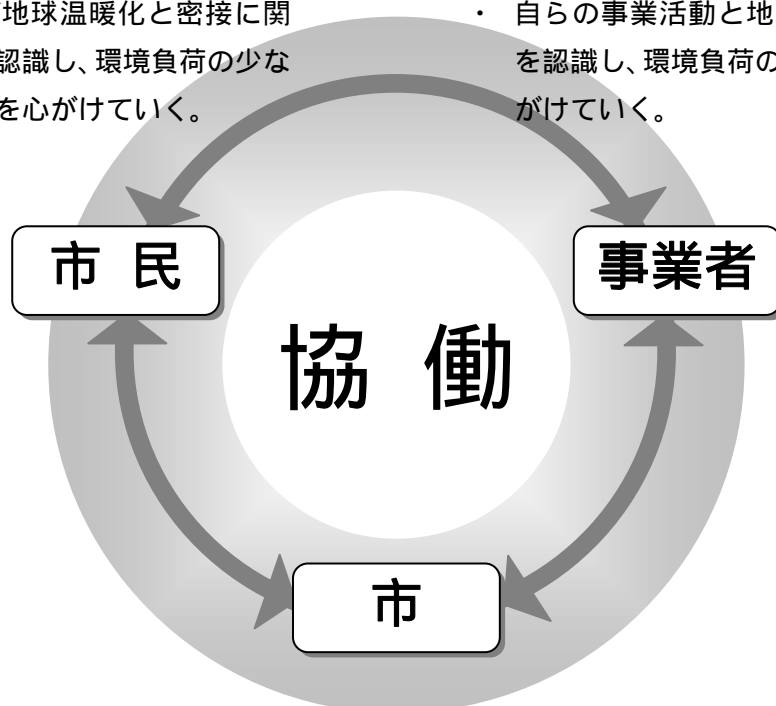 地球温暖化と密接に関
認識し、環境負荷の少な
を心がけていく。
・ 自らの事業活動と地
を認識し、環境負荷の
がけていく。
市 民
事業者
協 働
市